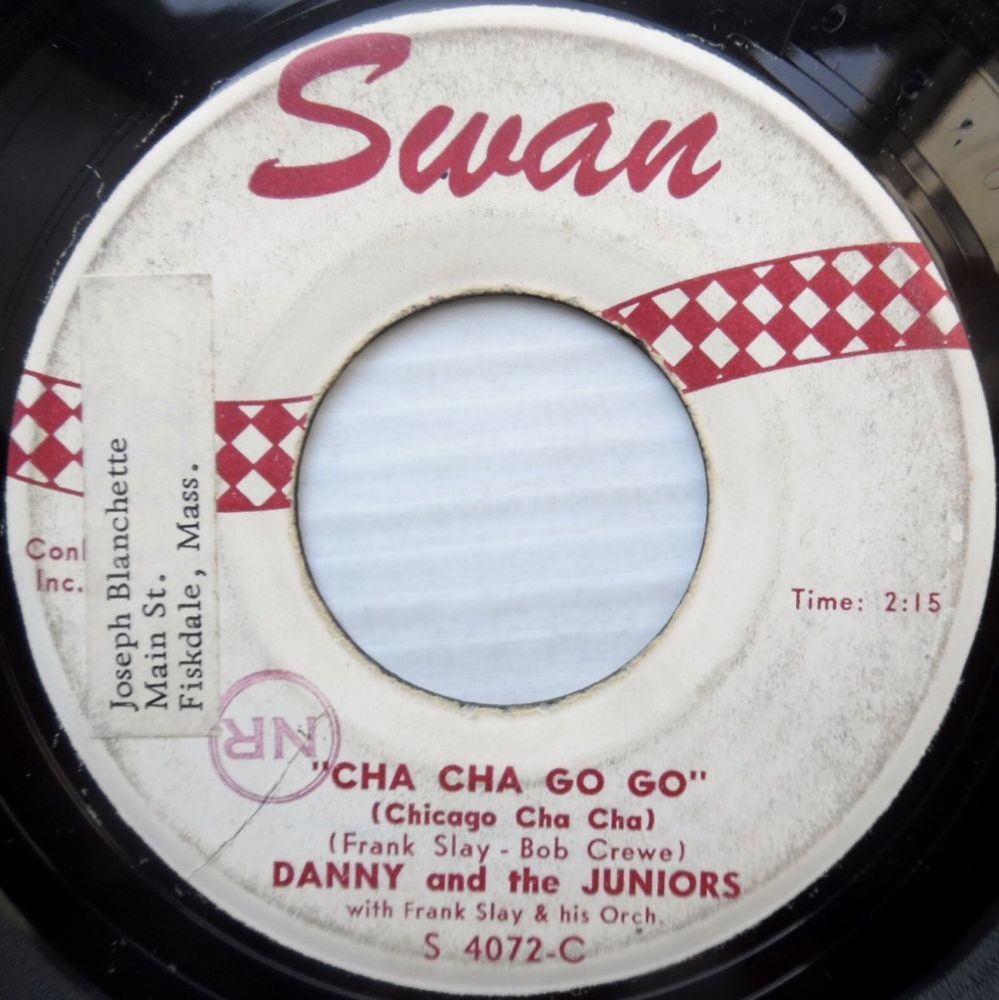 Swan
Joseph Blanchette
Main St.
Fiskdale, Mass.
Inc.
Time: 2:15
NR
"CHA CHA GO GO"
(Chicago Cha Cha)
(Frank Slay - Bob Crewe)
DANNY and the JUNIORS
with Frank Slay & his Orch.
S 4072-C